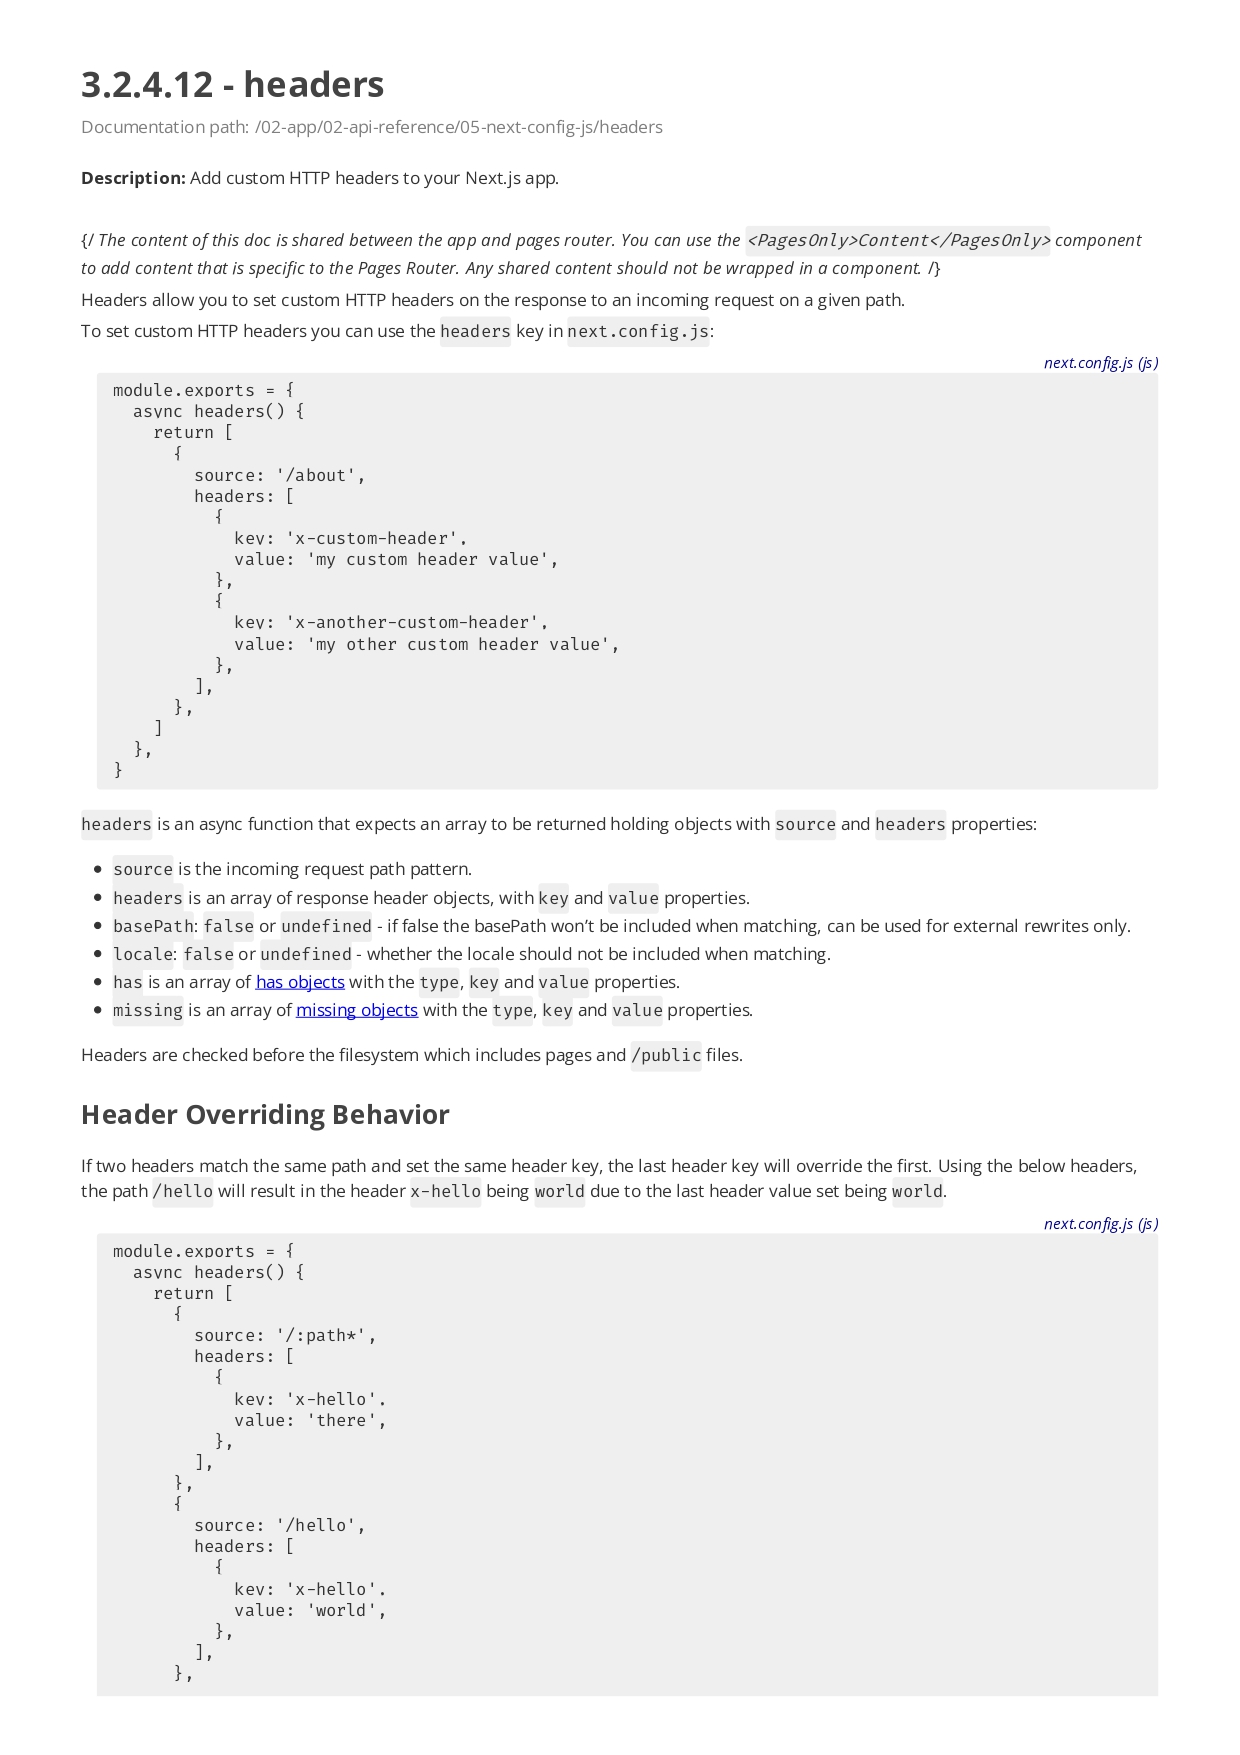 3.2.4.12 - headers
Documentation path: /02-app/02-api-reference/05-next-config-js/headers
Description: Add custom HTTP headers to your Next.js app.
{/ The content of this doc is shared between the app and pages router. You can use the <PagesOnly>Content</PagesOnly> component
to add content that is specific to the Pages Router. Any shared content should not be wrapped in a component. /}
Headers allow you to set custom HTTP headers on the response to an incoming request on a given path.
To set custom HTTP headers you can use the headers key in next.config.js:
next.config.js (js)
module.exports = {
  async headers() {
    return [
      {
        source: '/about',
        headers: [
          {
            key: 'x-custom-header',
            value: 'my custom header value',
          },
          {
            key: 'x-another-custom-header',
            value: 'my other custom header value',
          },
        ],
      },
    ]
  },
}
headers is an async function that expects an array to be returned holding objects with source and headers properties:
• source is the incoming request path pattern.
• headers is an array of response header objects, with key and value properties.
• basePath: false or undefined - if false the basePath won’t be included when matching, can be used for external rewrites only.
• locale: false or undefined - whether the locale should not be included when matching.
• has is an array of has objects with the type, key and value properties.
• missing is an array of missing objects with the type, key and value properties.
Headers are checked before the filesystem which includes pages and /public files.
Header Overriding Behavior
If two headers match the same path and set the same header key, the last header key will override the first. Using the below headers,
the path /hello will result in the header x-hello being world due to the last header value set being world.
next.config.js (js)
module.exports = {
  async headers() {
    return [
      {
        source: '/:path*',
        headers: [
          {
            key: 'x-hello',
            value: 'there',
          },
        ],
      },
      {
        source: '/hello',
        headers: [
          {
            key: 'x-hello',
            value: 'world',
          },
        ],
      },